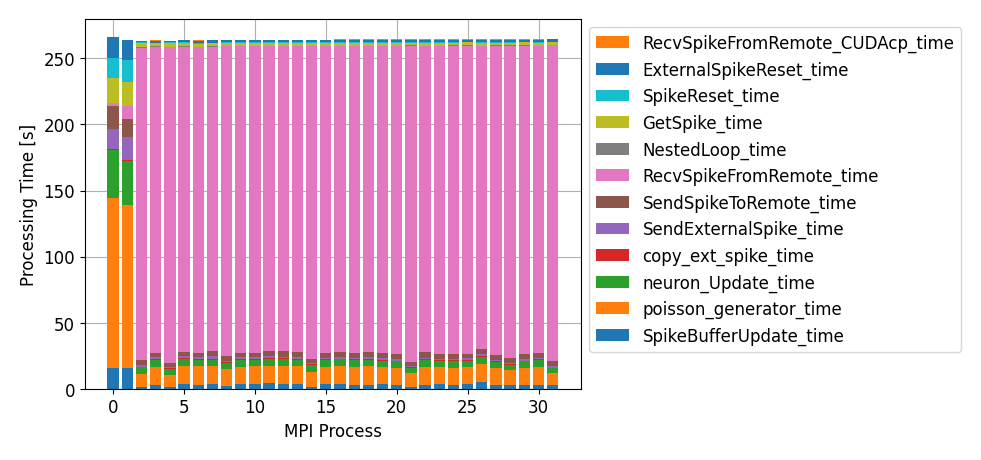 Processing Time [s]
250
200
150
100
50
0
0 5 10 15 20 25 30
MPI Process
RecvSpikeFromRemote_CUDAcp_time
ExternalSpikeReset_time
SpikeReset_time
GetSpike_time
NestedLoop_time
RecvSpikeFromRemote_time
SendSpikeToRemote_time
SendExternalSpike_time
copy_ext_spike_time
neuron_Update_time
poisson_generator_time
SpikeBufferUpdate_time